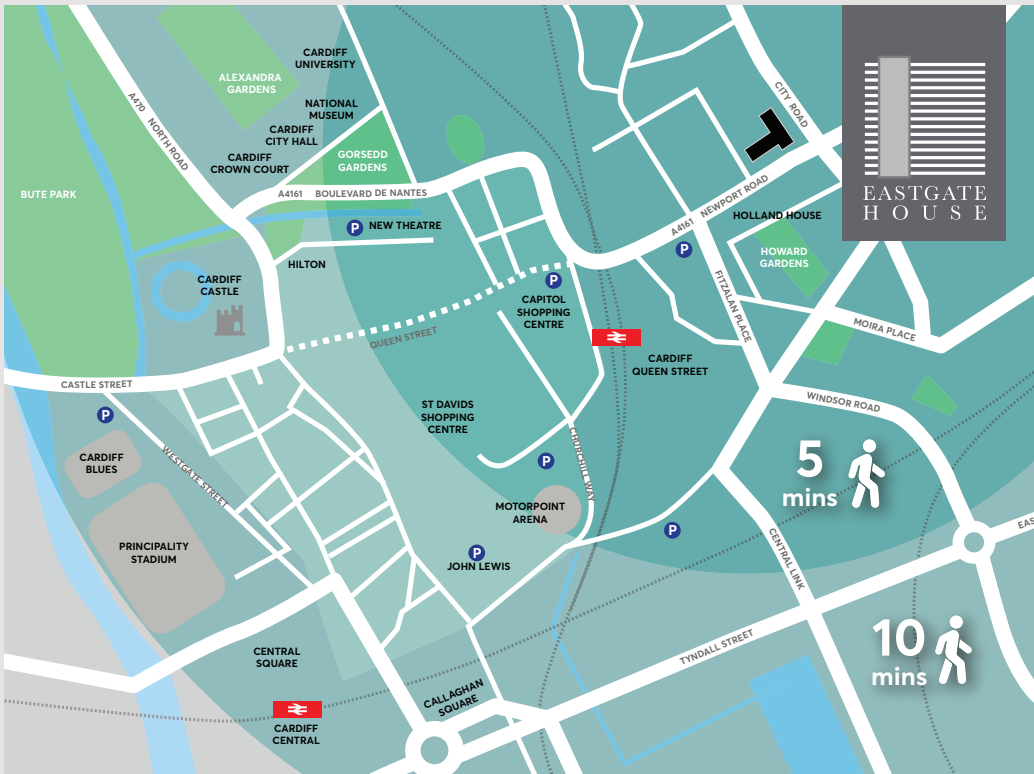 CARDIFF
UNIVERSITY
ALEXANDRA
GARDENS
CITY ROAD
A470 NORTH ROAD
NATIONAL
MUSEUM
CARDIFF
CITY HALL
CARDIFF
CROWN COURT
GORSEDD
GARDENS
EASTGATE
HOUSE
BUTE PARK
A4161 BOULEVARD DE NANTES
A4161 NEWPORT ROAD
P
NEW THEATRE
HOLLAND HOUSE
P
HILTON
HOWARD
GARDENS
CARDIFF
CASTLE
P
CAPITOL
SHOPPING
CENTRE
FITZALAN PLACE
QUEEN STREET
MOIRA PLACE
CARDIFF
QUEEN STREET
CASTLE STREET
WINDSOR ROAD
P
ST DAVIDS
SHOPPING
CENTRE
CHURCHILL WAY
CARDIFF
BLUES
WESTGATE STREET
P
5
mins
MOTORPOINT
ARENA
P
EAS
PRINCIPALITY
STADIUM
P
JOHN LEWIS
CENTRAL LINK
10
mins
TYNDALL STREET
CENTRAL
SQUARE
CALLAGHAN
SQUARE
CARDIFF
CENTRAL